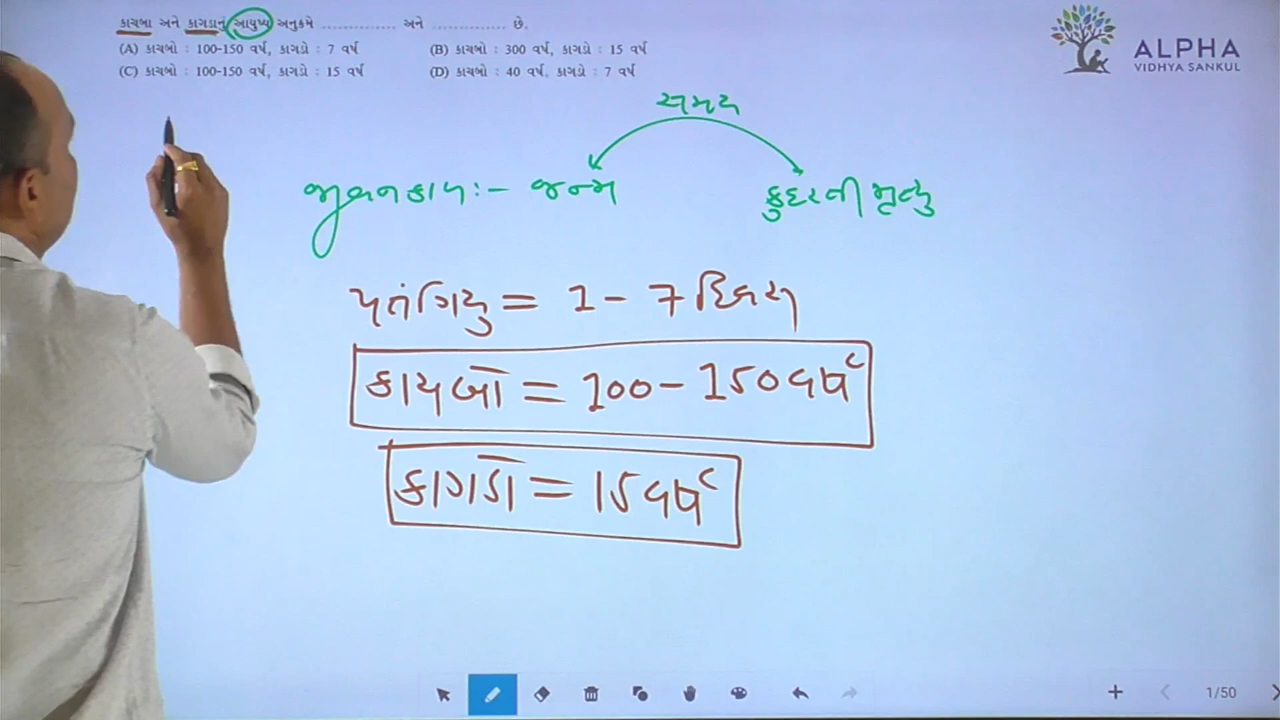 કાચબા અને કાગડાનું આયુષ્ય અનુક્રમે ................. અને ................. છે.
(A) કાચબો : 100-150 વર્ષ, કાગડો : 7 વર્ષ
(B) કાચબો : 300 વર્ષ, કાગડો : 15 વર્ષ
(C) કાચબો : 100-150 વર્ષ, કાગડો : 15 વર્ષ
(D) કાચબો : 40 વર્ષ, કાગડો : 7 વર્ષ
ALPHA
VIDHYA SANKUL
સમય
જીવનકાળ:- જન્મ કુદરતી મૃત્યુ
પતંગિયુ = 1 - 7 દિવસ
કાચબો = 100 - 150 વર્ષ
કાગડો = 15 વર્ષ
1/50